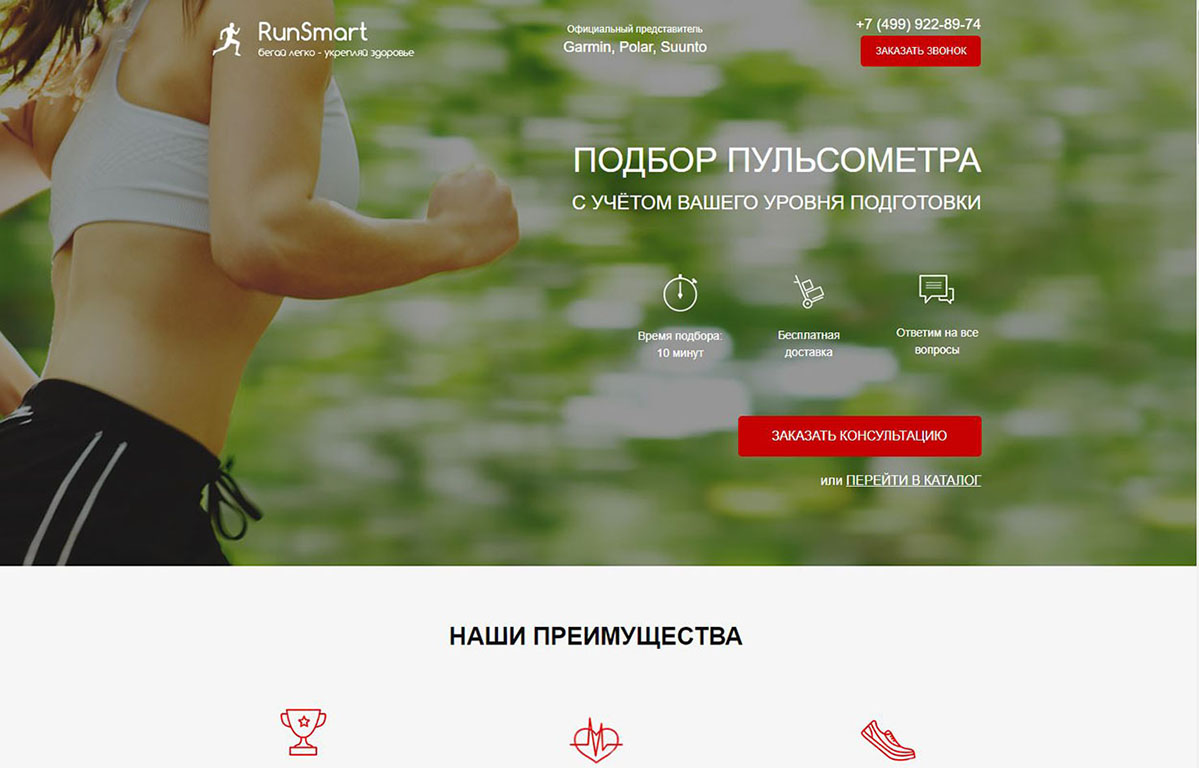 RunSmart
бегай легко - укрепляй здоровье
Официальный представитель
Garmin, Polar, Suunto
+7 (499) 922-89-74
ЗАКАЗАТЬ ЗВОНОК
ПОДБОР ПУЛЬСОМЕТРА
С УЧЁТОМ ВАШЕГО УРОВНЯ ПОДГОТОВКИ
Время подбора:
10 минут
Бесплатная
доставка
Ответим на все
вопросы
ЗАКАЗАТЬ КОНСУЛЬТАЦИЮ
или ПЕРЕЙТИ В КАТАЛОГ
НАШИ ПРЕИМУЩЕСТВА